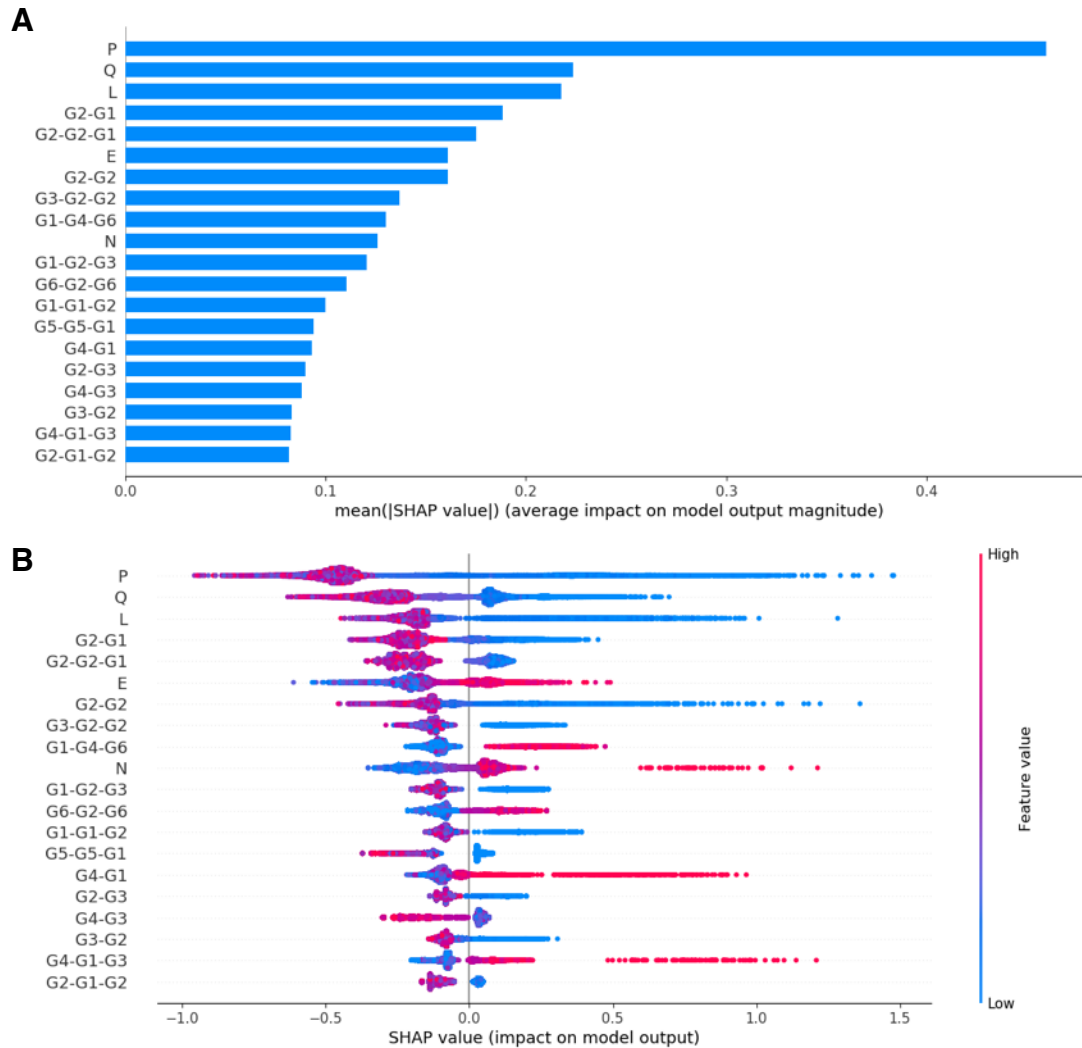 A
P
Q
L
G2-G1
G2-G2-G1
E
G2-G2
G3-G2-G2
G1-G4-G6
N
G1-G2-G3
G6-G2-G6
G1-G1-G2
G5-G5-G1
G4-G1
G2-G3
G4-G3
G3-G2
G4-G1-G3
G2-G1-G2
0.0 0.1 0.2 0.3 0.4
mean(|SHAP value|) (average impact on model output magnitude)
B
High
P
Q
L
G2-G1
G2-G2-G1
E
G2-G2
G3-G2-G2
G1-G4-G6
N
G1-G2-G3
G6-G2-G6
G1-G1-G2
G5-G5-G1
G4-G1
G2-G3
G4-G3
G3-G2
G4-G1-G3
G2-G1-G2
Feature value
Low
−1.0 −0.5 0.0 0.5 1.0 1.5
SHAP value (impact on model output)